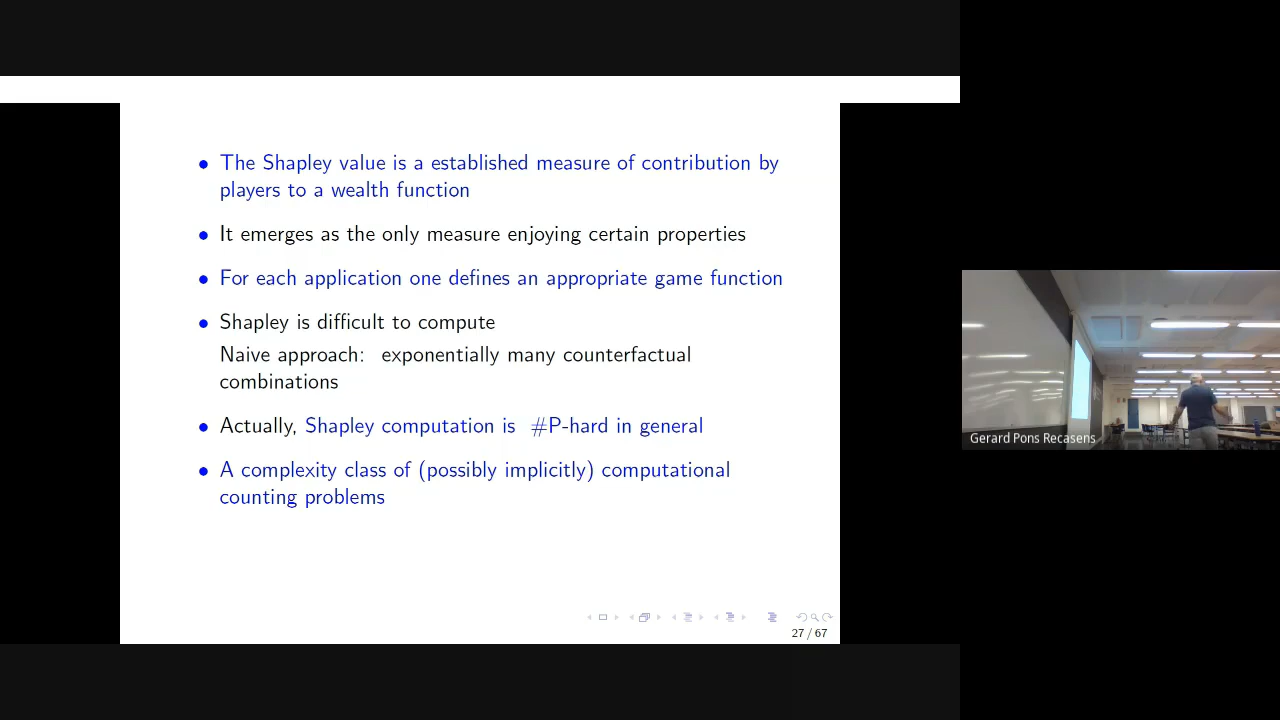 The Shapley value is a established measure of contribution by
players to a wealth function
It emerges as the only measure enjoying certain properties
For each application one defines an appropriate game function
Shapley is difficult to compute
Naive approach: exponentially many counterfactual
combinations
Actually, Shapley computation is #P-hard in general
A complexity class of (possibly implicitly) computational
counting problems
27 / 67
Gerard Pons Recasens